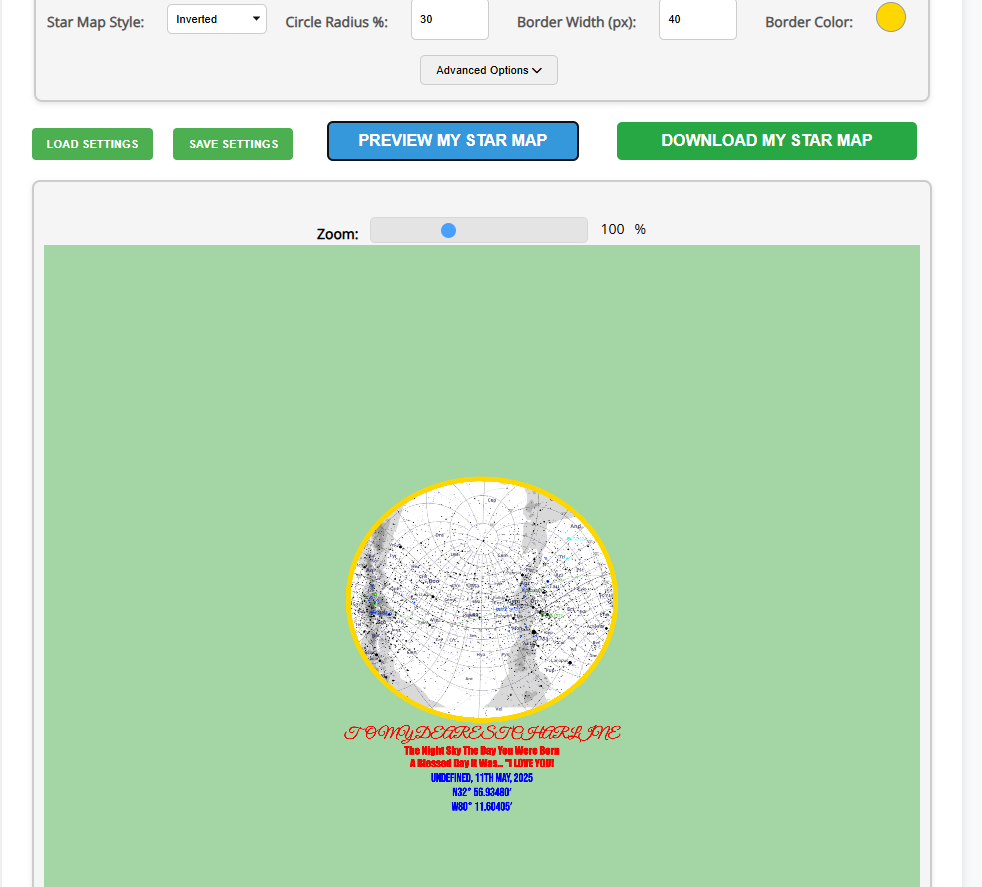 Star Map Style: Inverted Circle Radius %: 30 Border Width (px): 40 Border Color:
Advanced Options
LOAD SETTINGS SAVE SETTINGS PREVIEW MY STAR MAP DOWNLOAD MY STAR MAP
Zoom: 100 %
TO MY DEAREST CHARLINE
The Night Sky The Day You Were Born
A Blessed Day It Was... "I LOVE YOU!
UNDEFINED, 11TH MAY, 2025
N32° 56.93480'
W80° 11.60405'